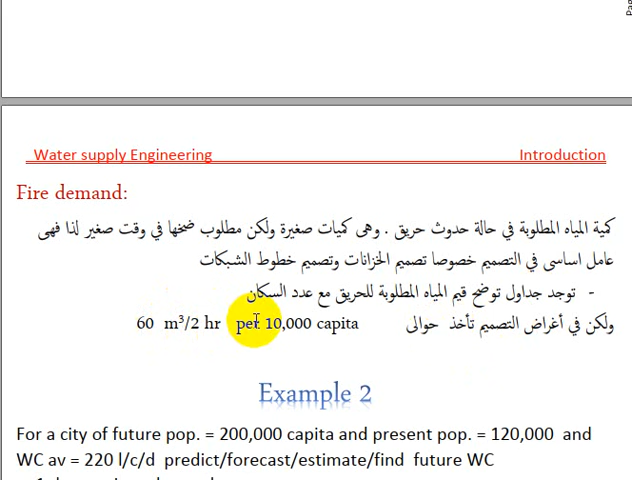 Water supply Engineering Introduction
Fire demand:
كمية المياه المطلوبة في حالة حدوث حريق . وهى كميات صغيرة ولكن مطلوب ضخها في وقت صغير لذا فهى
عامل اساسى في التصميم خصوصا تصميم الخزانات وتصميم خطوط الشبكات
- توجد جداول توضح قيم المياه المطلوبة للحريق مع عدد السكان
ولكن في أغراض التصميم تأخذ حوالى 60 m³/2 hr per 10,000 capita
Example 2
For a city of future pop. = 200,000 capita and present pop. = 120,000 and
WC av = 220 l/c/d predict/forecast/estimate/find future WC